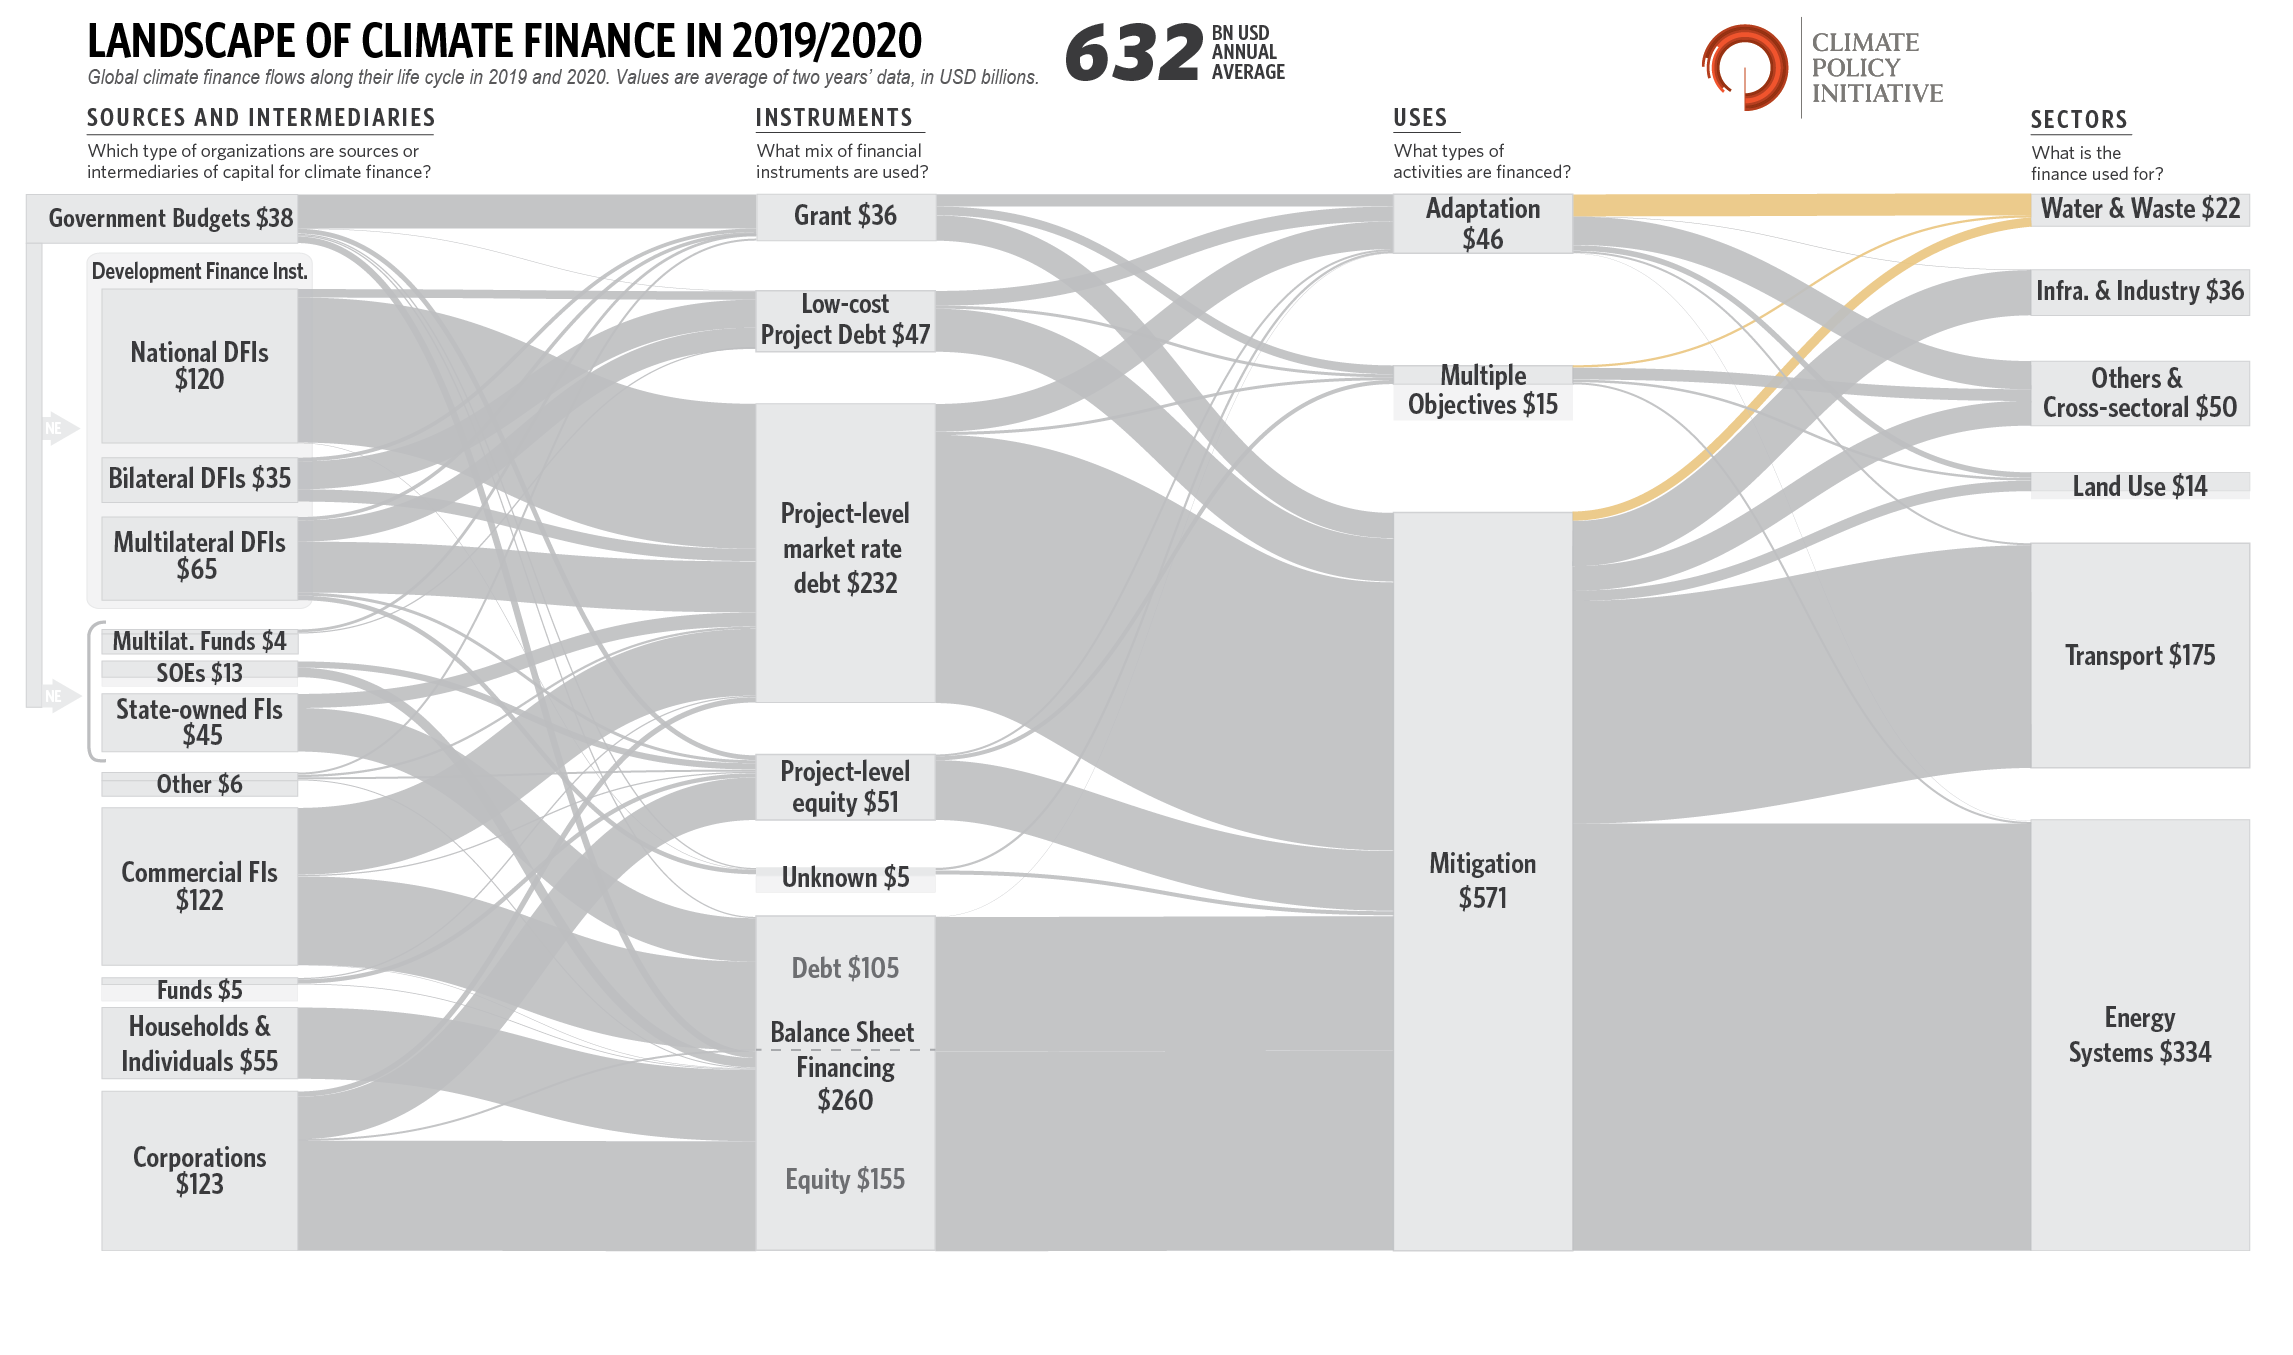 LANDSCAPE OF CLIMATE FINANCE IN 2019/2020
Global climate finance flows along their life cycle in 2019 and 2020. Values are average of two years' data, in USD billions.
632
BN USD
ANNUAL
AVERAGE
CLIMATE
POLICY
INITIATIVE
SOURCES AND INTERMEDIARIES
Which type of organizations are sources or
intermediaries of capital for climate finance?
INSTRUMENTS
What mix of financial
instruments are used?
USES
What types of
activities are financed?
SECTORS
What is the
finance used for?
Government Budgets $38
Development Finance Inst.
National DFIs
$120
NE
Bilateral DFIs $35
Multilateral DFIs
$65
Multilat. Funds $4
SOEs $13
NE
State-owned FIs
$45
Other $6
Commercial FIs
$122
Funds $5
Households &
Individuals $55
Corporations
$123
Grant $36
Low-cost
Project Debt $47
Project-level
market rate
debt $232
Project-level
equity $51
Unknown $5
Debt $105
Balance Sheet
Financing
$260
Equity $155
Adaptation
$46
Multiple
Objectives $15
Mitigation
$571
Water & Waste $22
Infra. & Industry $36
Others &
Cross-sectoral $50
Land Use $14
Transport $175
Energy
Systems $334